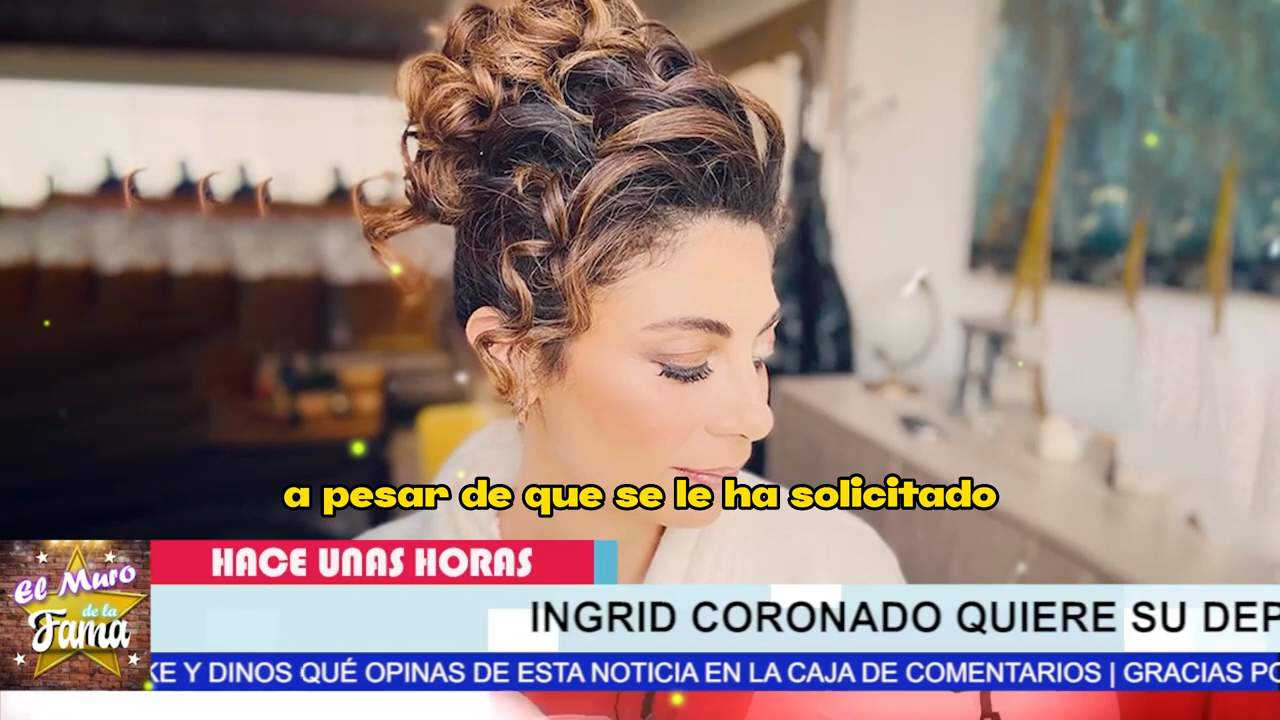 a pesar de que se le ha solicitado
HACE UNAS HORAS
El Muro
de la
Fama
INGRID CORONADO QUIERE SU DEP
KE Y DINOS QUÉ OPINAS DE ESTA NOTICIA EN LA CAJA DE COMENTARIOS | GRACIAS PO